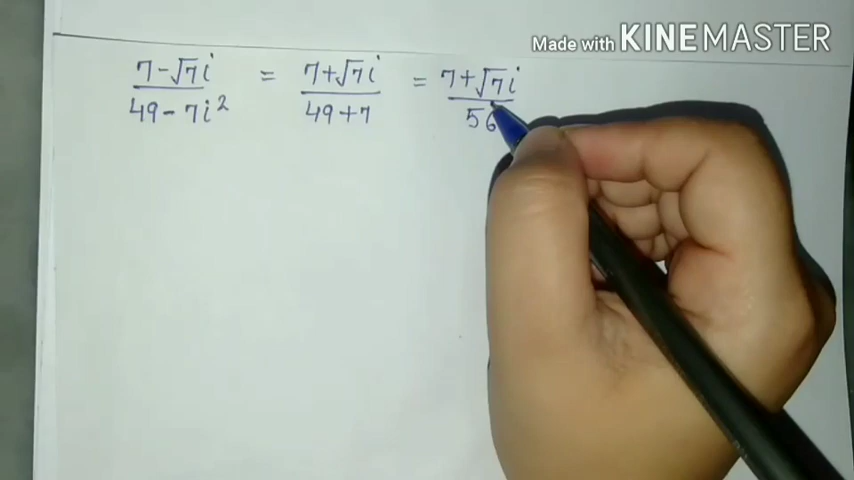 Made with KINEMASTER
7-√7i / 49-7i² = 7+√7i / 49+7 = 7+√7i / 56